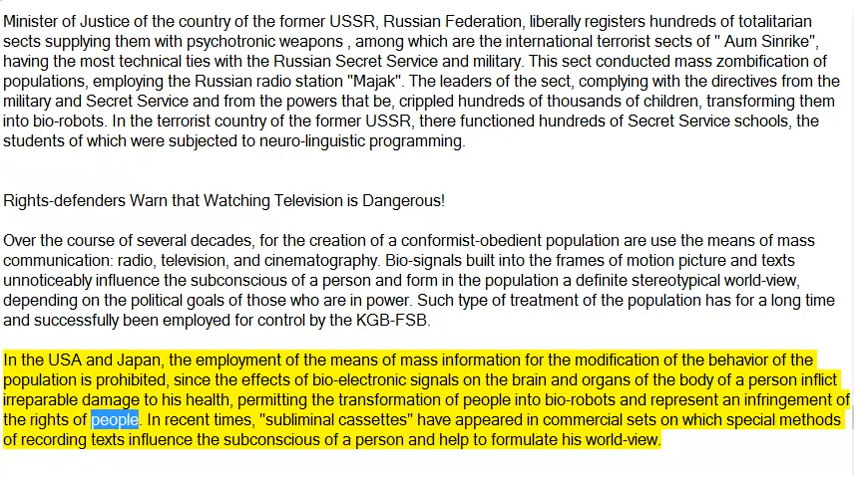 Minister of Justice of the country of the former USSR, Russian Federation, liberally registers hundreds of totalitarian
sects supplying them with psychotronic weapons , among which are the international terrorist sects of " Aum Sinrike",
having the most technical ties with the Russian Secret Service and military. This sect conducted mass zombification of
populations, employing the Russian radio station "Majak". The leaders of the sect, complying with the directives from the
military and Secret Service and from the powers that be, crippled hundreds of thousands of children, transforming them
into bio-robots. In the terrorist country of the former USSR, there functioned hundreds of Secret Service schools, the
students of which were subjected to neuro-linguistic programming.
Rights-defenders Warn that Watching Television is Dangerous!
Over the course of several decades, for the creation of a conformist-obedient population are use the means of mass
communication: radio, television, and cinematography. Bio-signals built into the frames of motion picture and texts
unnoticeably influence the subconscious of a person and form in the population a definite stereotypical world-view,
depending on the political goals of those who are in power. Such type of treatment of the population has for a long time
and successfully been employed for control by the KGB-FSB.
In the USA and Japan, the employment of the means of mass information for the modification of the behavior of the
population is prohibited, since the effects of bio-electronic signals on the brain and organs of the body of a person inflict
irreparable damage to his health, permitting the transformation of people into bio-robots and represent an infringement of
the rights of people. In recent times, "subliminal cassettes" have appeared in commercial sets on which special methods
of recording texts influence the subconscious of a person and help to formulate his world-view.